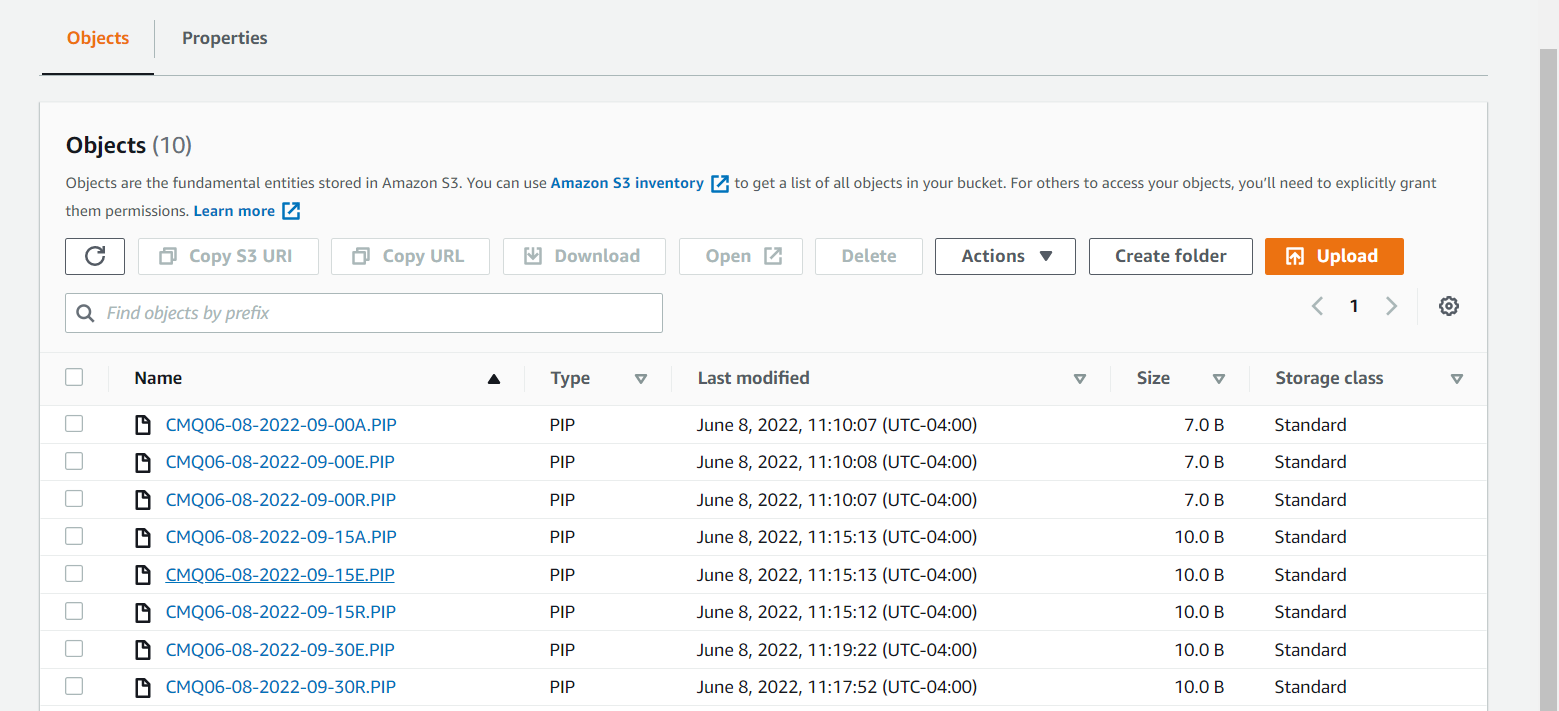 Objects Properties
Objects (10)
Objects are the fundamental entities stored in Amazon S3. You can use Amazon S3 inventory to get a list of all objects in your bucket. For others to access your objects, you'll need to explicitly grant
them permissions. Learn more
Copy S3 URI Copy URL Download Open Delete Actions Create folder Upload
Find objects by prefix 1
Name Type Last modified Size Storage class
CMQ06-08-2022-09-00A.PIP PIP June 8, 2022, 11:10:07 (UTC-04:00) 7.0 B Standard
CMQ06-08-2022-09-00E.PIP PIP June 8, 2022, 11:10:08 (UTC-04:00) 7.0 B Standard
CMQ06-08-2022-09-00R.PIP PIP June 8, 2022, 11:10:07 (UTC-04:00) 7.0 B Standard
CMQ06-08-2022-09-15A.PIP PIP June 8, 2022, 11:15:13 (UTC-04:00) 10.0 B Standard
CMQ06-08-2022-09-15E.PIP PIP June 8, 2022, 11:15:13 (UTC-04:00) 10.0 B Standard
CMQ06-08-2022-09-15R.PIP PIP June 8, 2022, 11:15:12 (UTC-04:00) 10.0 B Standard
CMQ06-08-2022-09-30E.PIP PIP June 8, 2022, 11:19:22 (UTC-04:00) 10.0 B Standard
CMQ06-08-2022-09-30R.PIP PIP June 8, 2022, 11:17:52 (UTC-04:00) 10.0 B Standard